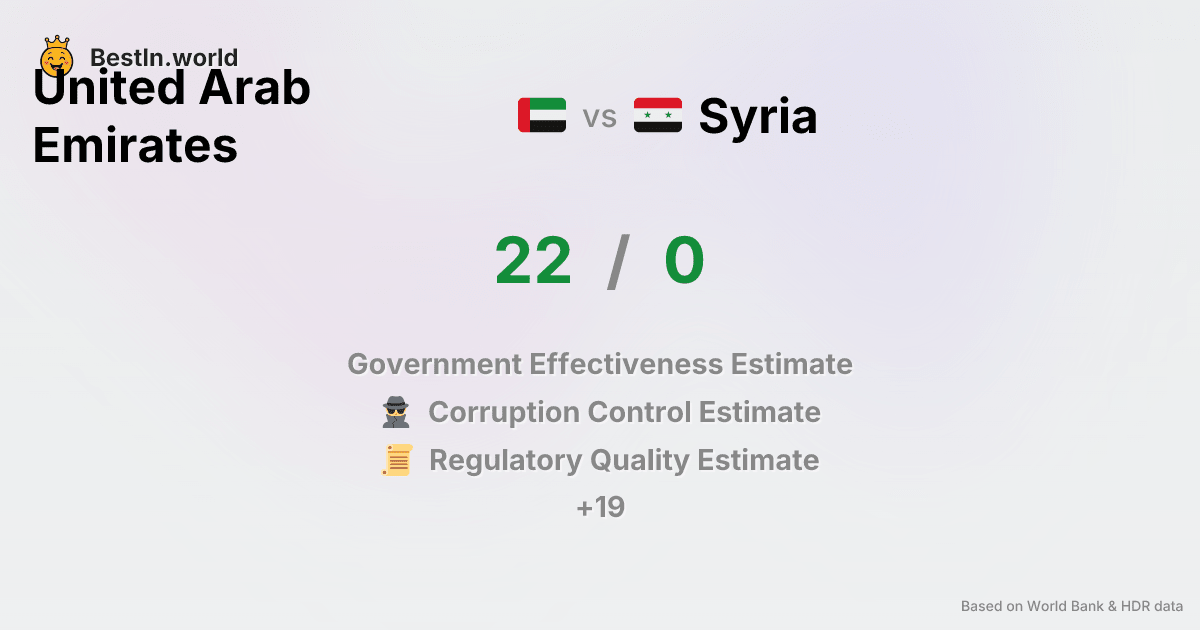 BestIn.world
United Arab
Emirates
vs
Syria
22 / 0
Government Effectiveness Estimate
Corruption Control Estimate
Regulatory Quality Estimate
+19
Based on World Bank & HDR data